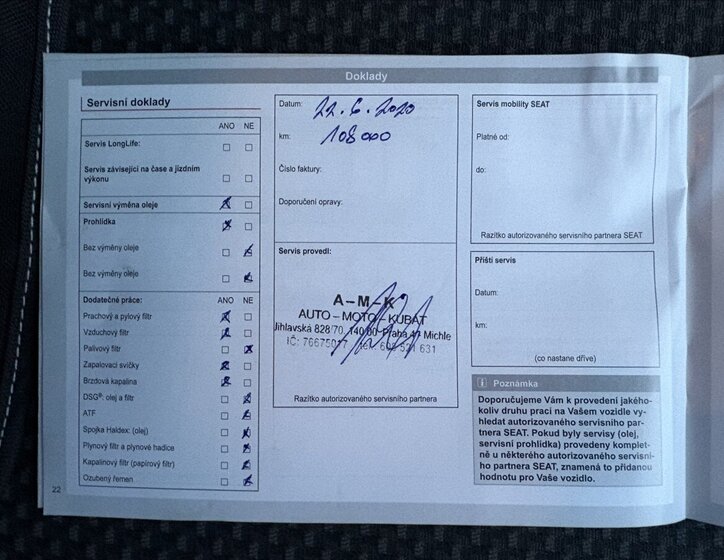 Doklady
Servisní doklady
ANO NE
Servis LongLife:
Servis závisející na čase a jízdním
výkonu
Servisní výměna oleje
Prohlídka
Bez výměny oleje
Bez výměny oleje
Dodatečné práce: ANO NE
Prachový a pylový filtr
Vzduchový filtr
Palivový filtr
Zapalovací svíčky
Brzdová kapalina
DSG®: olej a filtr
ATF
Spojka Haldex: (olej)
Plynový filtr a plynové hadice
Kapalinový filtr (papírový filtr)
Ozubený řemen
22
Datum: 22.6.2020
km: 108 000
Číslo faktury:
Doporučení opravy:
Servis provedl:
A – M – K
AUTO – MOTO – KUBÁT
Jihlavská 828/70, 140 00 Praha 4, Michle
IČ: 7667501 631
Razítko autorizovaného servisního partnera
Servis mobility SEAT
Platné od:
do:
Razítko autorizovaného servisního partnera SEAT
Příští servis
Datum:
km:
(co nastane dříve)
i Poznámka
Doporučujeme Vám k provedení jakého-
koliv druhu prací na Vašem vozidle vy-
hledat autorizovaného servisního par-
tnera SEAT. Pokud byly servisy (olej,
servisní prohlídka) provedeny komplet-
ně u některého autorizovaného servisní-
ho partnera SEAT, znamená to přidanou
hodnotu pro Vaše vozidlo.